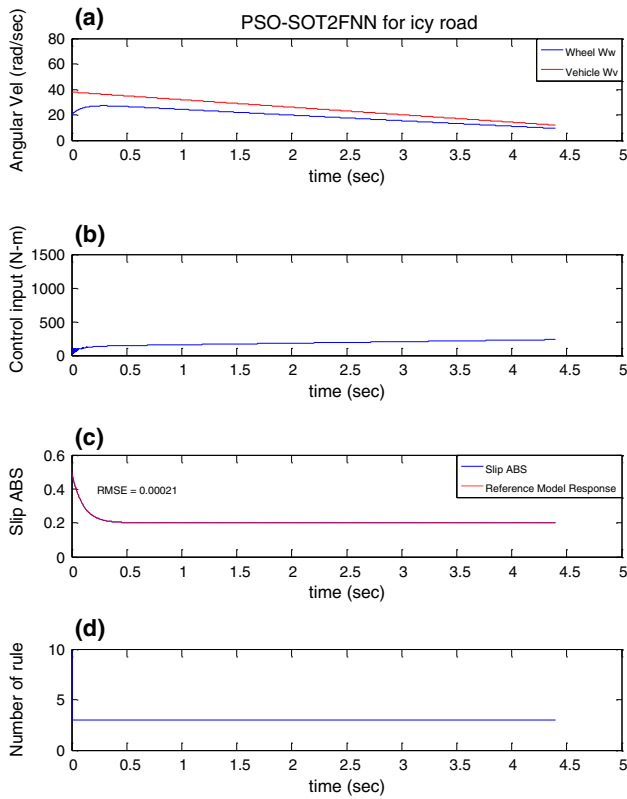 (a)
PSO-SOT2FNN for icy road
Angular Vel (rad/sec)
80
60
40
20
0
Wheel Ww
Vehicle Wv
0 0.5 1 1.5 2 2.5 3 3.5 4 4.5 5
time (sec)
(b)
Control input (N-m)
1500
1000
500
0
0 0.5 1 1.5 2 2.5 3 3.5 4 4.5 5
time (sec)
(c)
Slip ABS
0.6
0.4
0.2
0
RMSE = 0.00021
Slip ABS
Reference Model Response
0 0.5 1 1.5 2 2.5 3 3.5 4 4.5 5
time (sec)
(d)
Number of rule
10
5
0
0 0.5 1 1.5 2 2.5 3 3.5 4 4.5 5
time (sec)